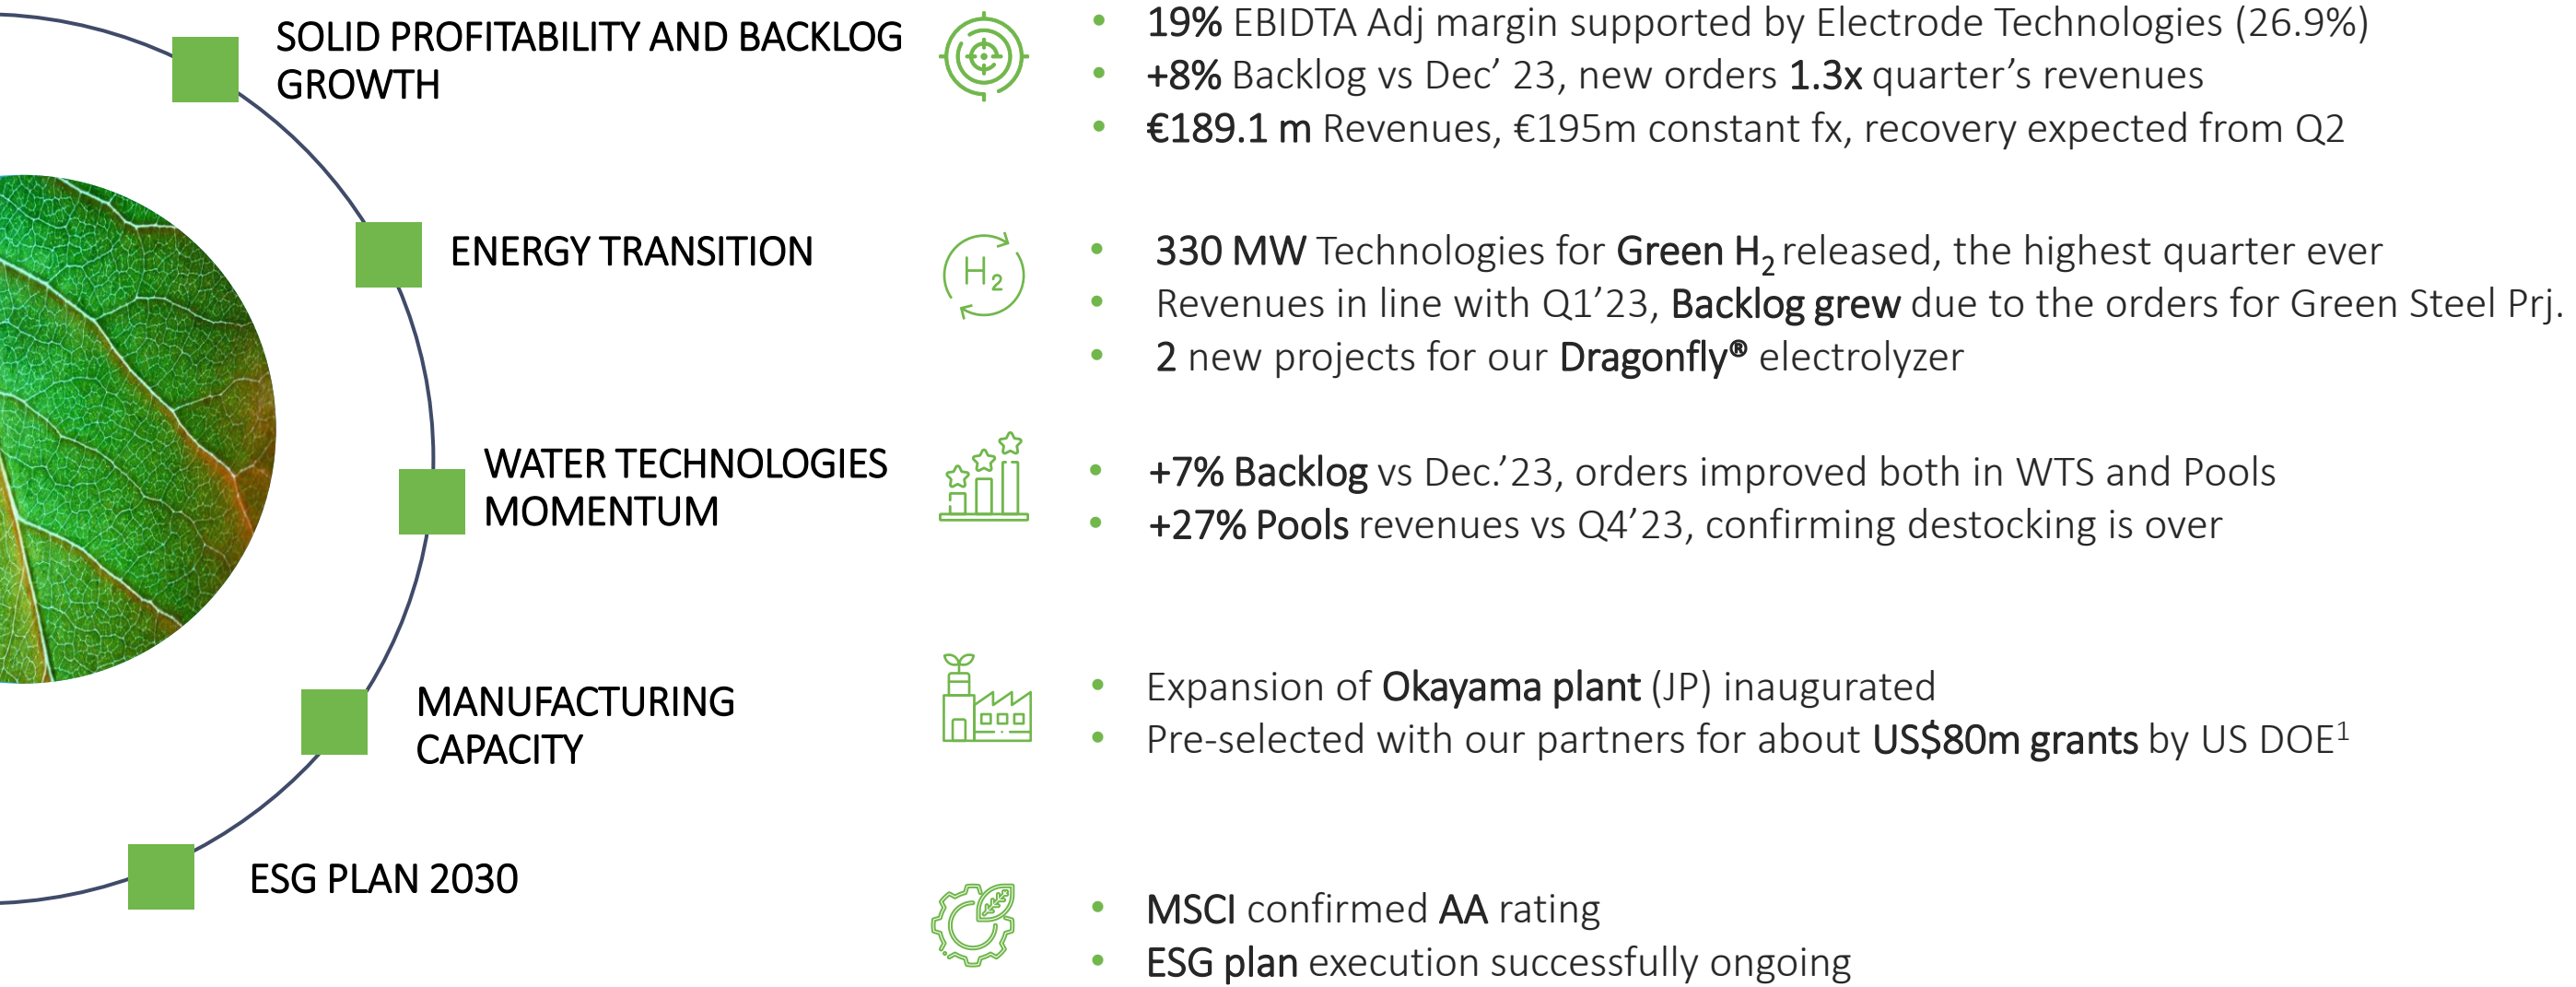 SOLID PROFITABILITY AND BACKLOG
GROWTH
• 19% EBIDTA Adj margin supported by Electrode Technologies (26.9%)
• +8% Backlog vs Dec’ 23, new orders 1.3x quarter’s revenues
• €189.1 m Revenues, €195m constant fx, recovery expected from Q2
ENERGY TRANSITION
H₂
• 330 MW Technologies for Green H₂ released, the highest quarter ever
• Revenues in line with Q1’23, Backlog grew due to the orders for Green Steel Prj.
• 2 new projects for our Dragonfly® electrolyzer
WATER TECHNOLOGIES
MOMENTUM
• +7% Backlog vs Dec.’23, orders improved both in WTS and Pools
• +27% Pools revenues vs Q4’23, confirming destocking is over
MANUFACTURING
CAPACITY
• Expansion of Okayama plant (JP) inaugurated
• Pre-selected with our partners for about US$80m grants by US DOE¹
ESG PLAN 2030
• MSCI confirmed AA rating
• ESG plan execution successfully ongoing